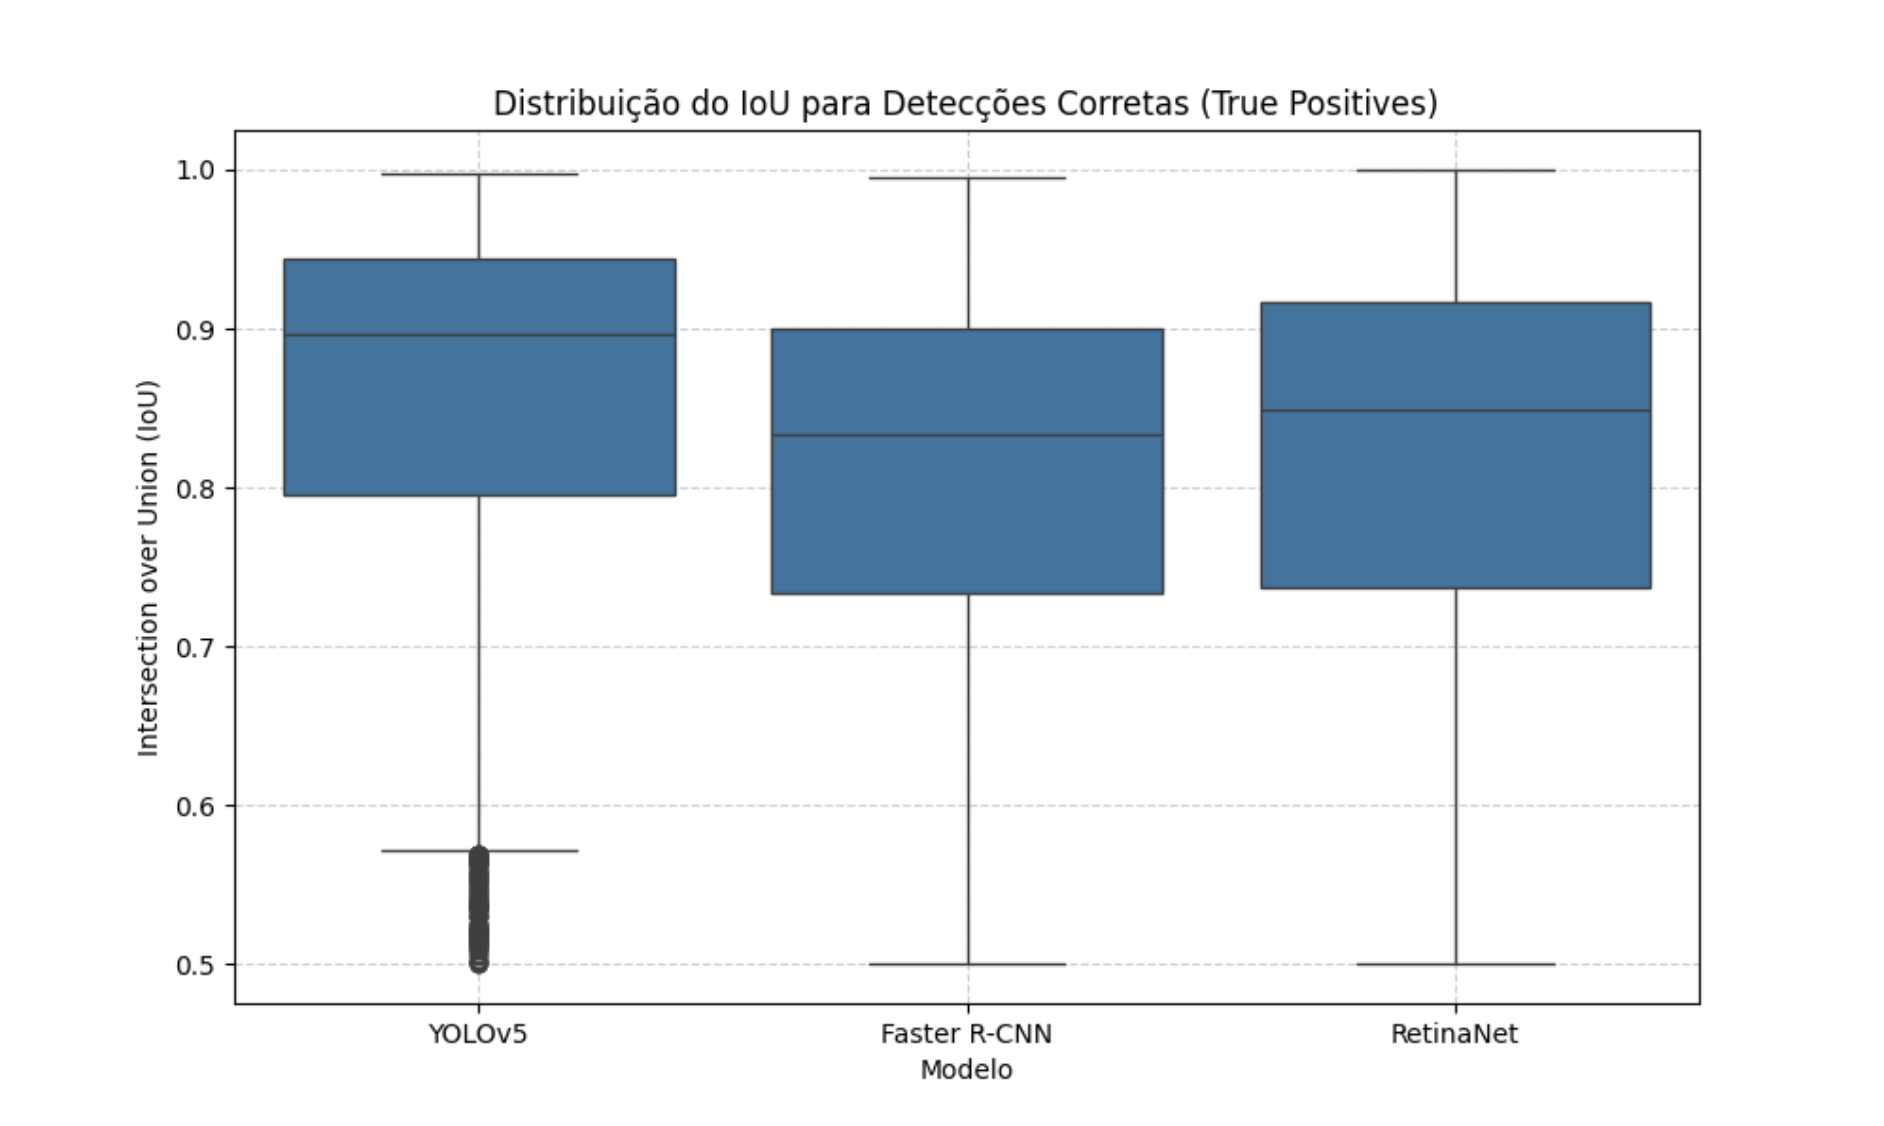 Distribuição do IoU para Detecções Corretas (True Positives)
Intersection over Union (IoU)
1.0
0.9
0.8
0.7
0.6
0.5
YOLOv5
Faster R-CNN
RetinaNet
Modelo